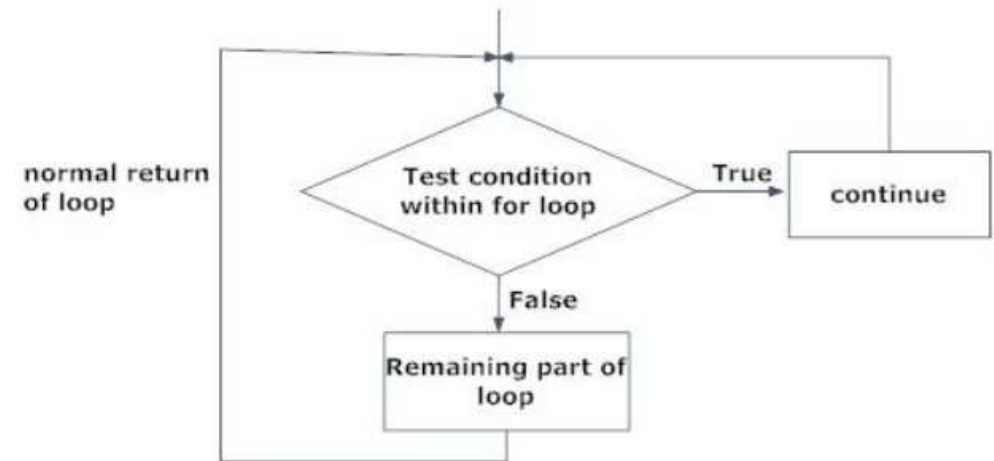 normal return
of loop
Test condition
within for loop
True
continue
False
Remaining part of
loop